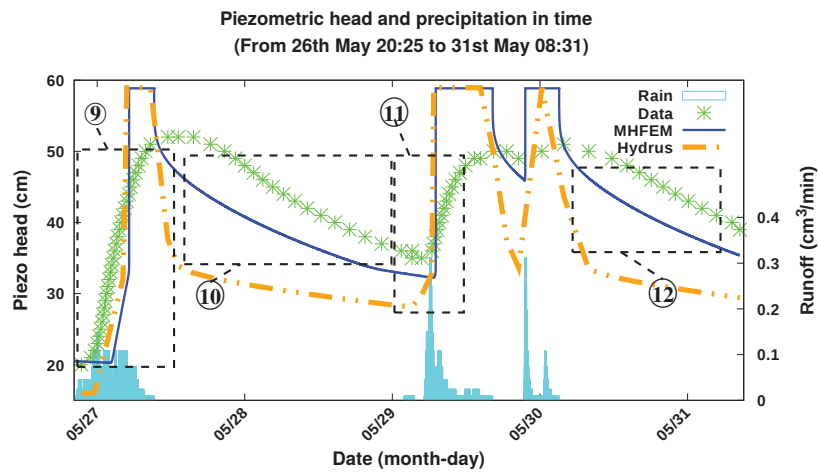 Piezometric head and precipitation in time
(From 26th May 20:25 to 31st May 08:31)
60
50
40
30
20
Piezo head (cm)
9
10
11
12
Rain
Data
MHFEM
Hydrus
0.4
0.3
0.2
0.1
0
Runoff (cm³/min)
05/27
05/28
05/29
05/30
05/31
Date (month-day)